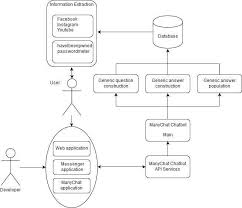 Information Extraction
Facebook
Instagram
Youtube
haveibeenpwned
passwordmeter
Database
User:
Generic question
construction
Generic answer
construction
Generic answer
population
ManyChat Chatbot
Main
Web application
Messenger
application
ManyChat
application
ManyChat Chatbot
API Services
Developer